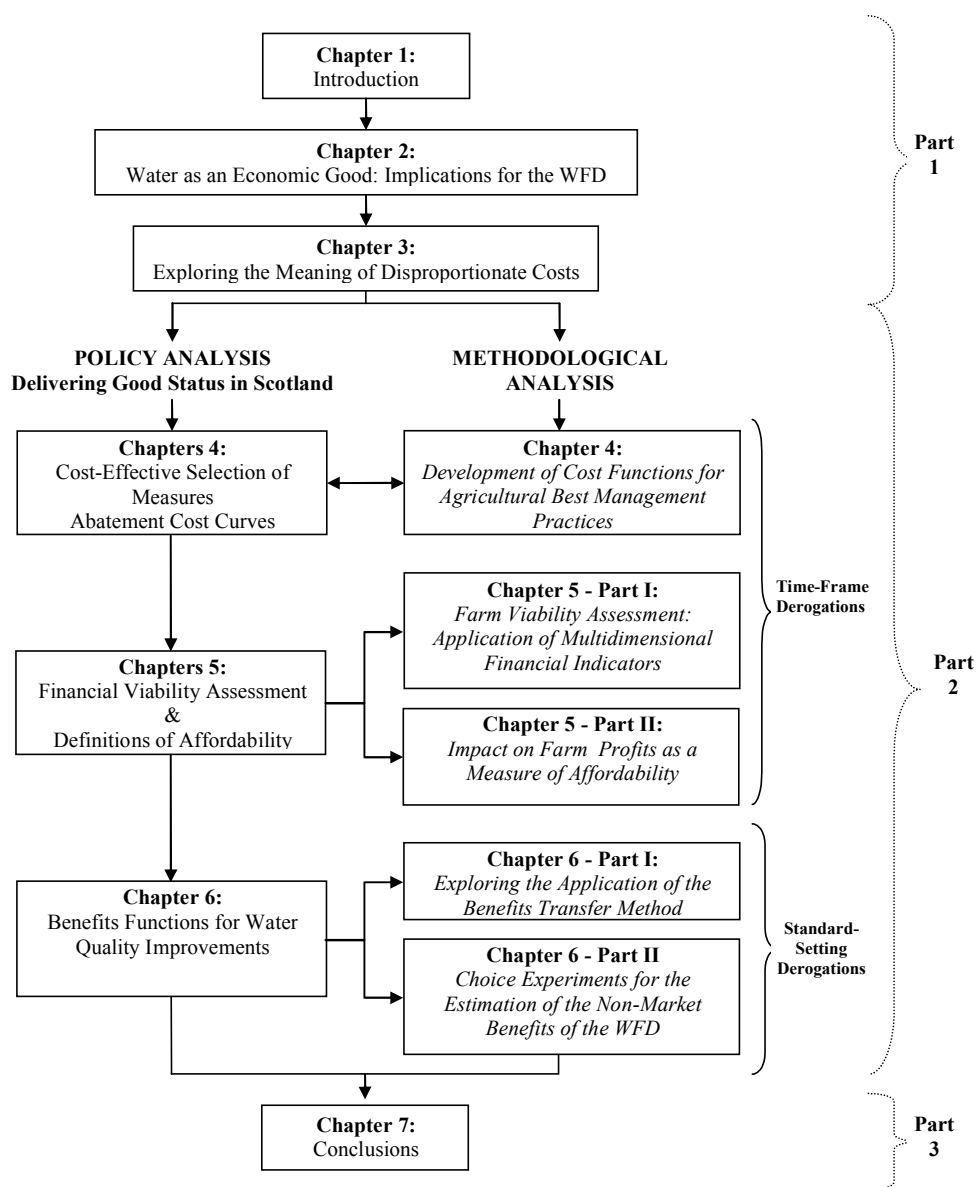 Chapter 1:
Introduction
Chapter 2:
Water as an Economic Good: Implications for the WFD
Part
1
Chapter 3:
Exploring the Meaning of Disproportionate Costs
POLICY ANALYSIS
Delivering Good Status in Scotland
METHODOLOGICAL
ANALYSIS
Chapters 4:
Cost-Effective Selection of
Measures
Abatement Cost Curves
Chapter 4:
Development of Cost Functions for
Agricultural Best Management
Practices
Chapter 5 - Part I:
Farm Viability Assessment:
Application of Multidimensional
Financial Indicators
Time-Frame
Derogations
Chapters 5:
Financial Viability Assessment
&
Definitions of Affordability
Part
2
Chapter 5 - Part II:
Impact on Farm Profits as a
Measure of Affordability
Chapter 6 - Part I:
Exploring the Application of the
Benefits Transfer Method
Chapter 6:
Benefits Functions for Water
Quality Improvements
Standard-
Setting
Derogations
Chapter 6 - Part II
Choice Experiments for the
Estimation of the Non-Market
Benefits of the WFD
Chapter 7:
Conclusions
Part
3